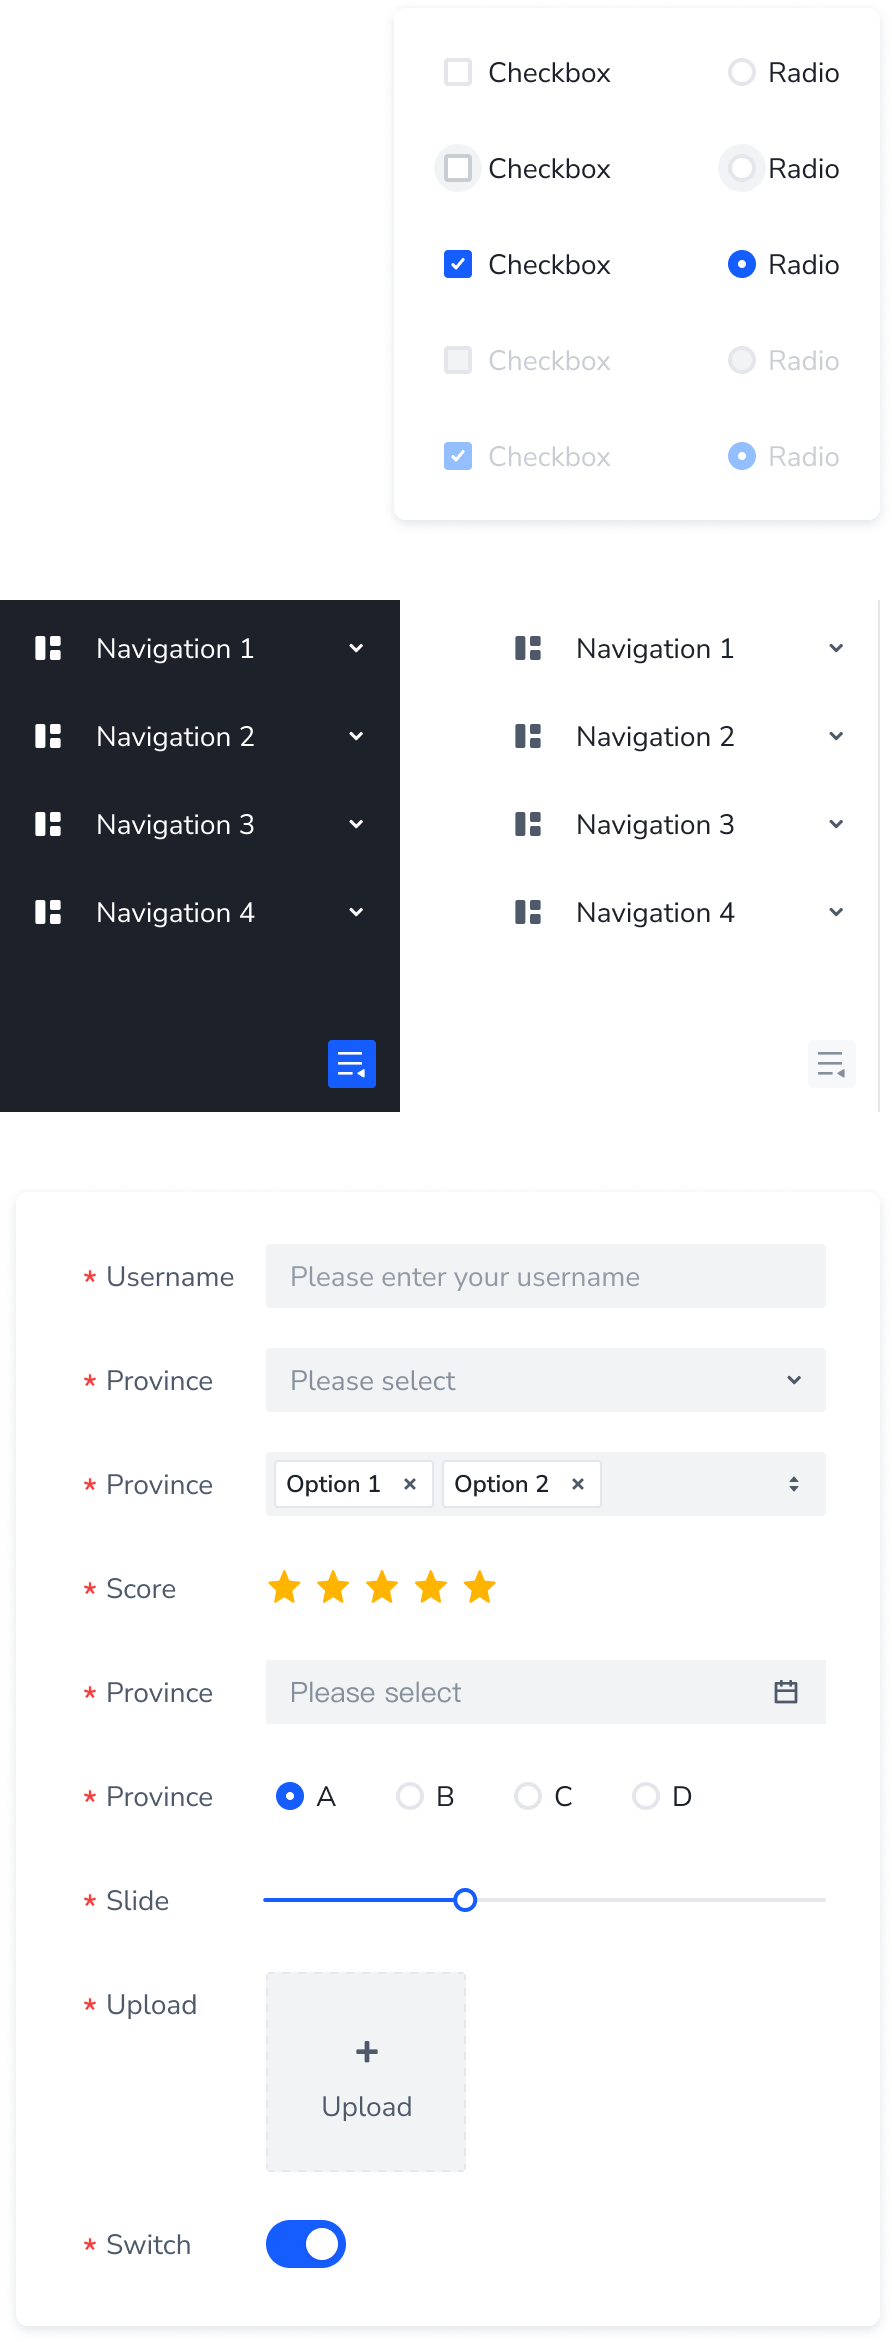 Checkbox Radio
Checkbox Radio
Checkbox Radio
Checkbox Radio
Checkbox Radio
Navigation 1
Navigation 2
Navigation 3
Navigation 4
Navigation 1
Navigation 2
Navigation 3
Navigation 4
* Username Please enter your username
* Province Please select
* Province Option 1 × Option 2 ×
* Score
* Province Please select
* Province A B C D
* Slide
* Upload
+
Upload
* Switch